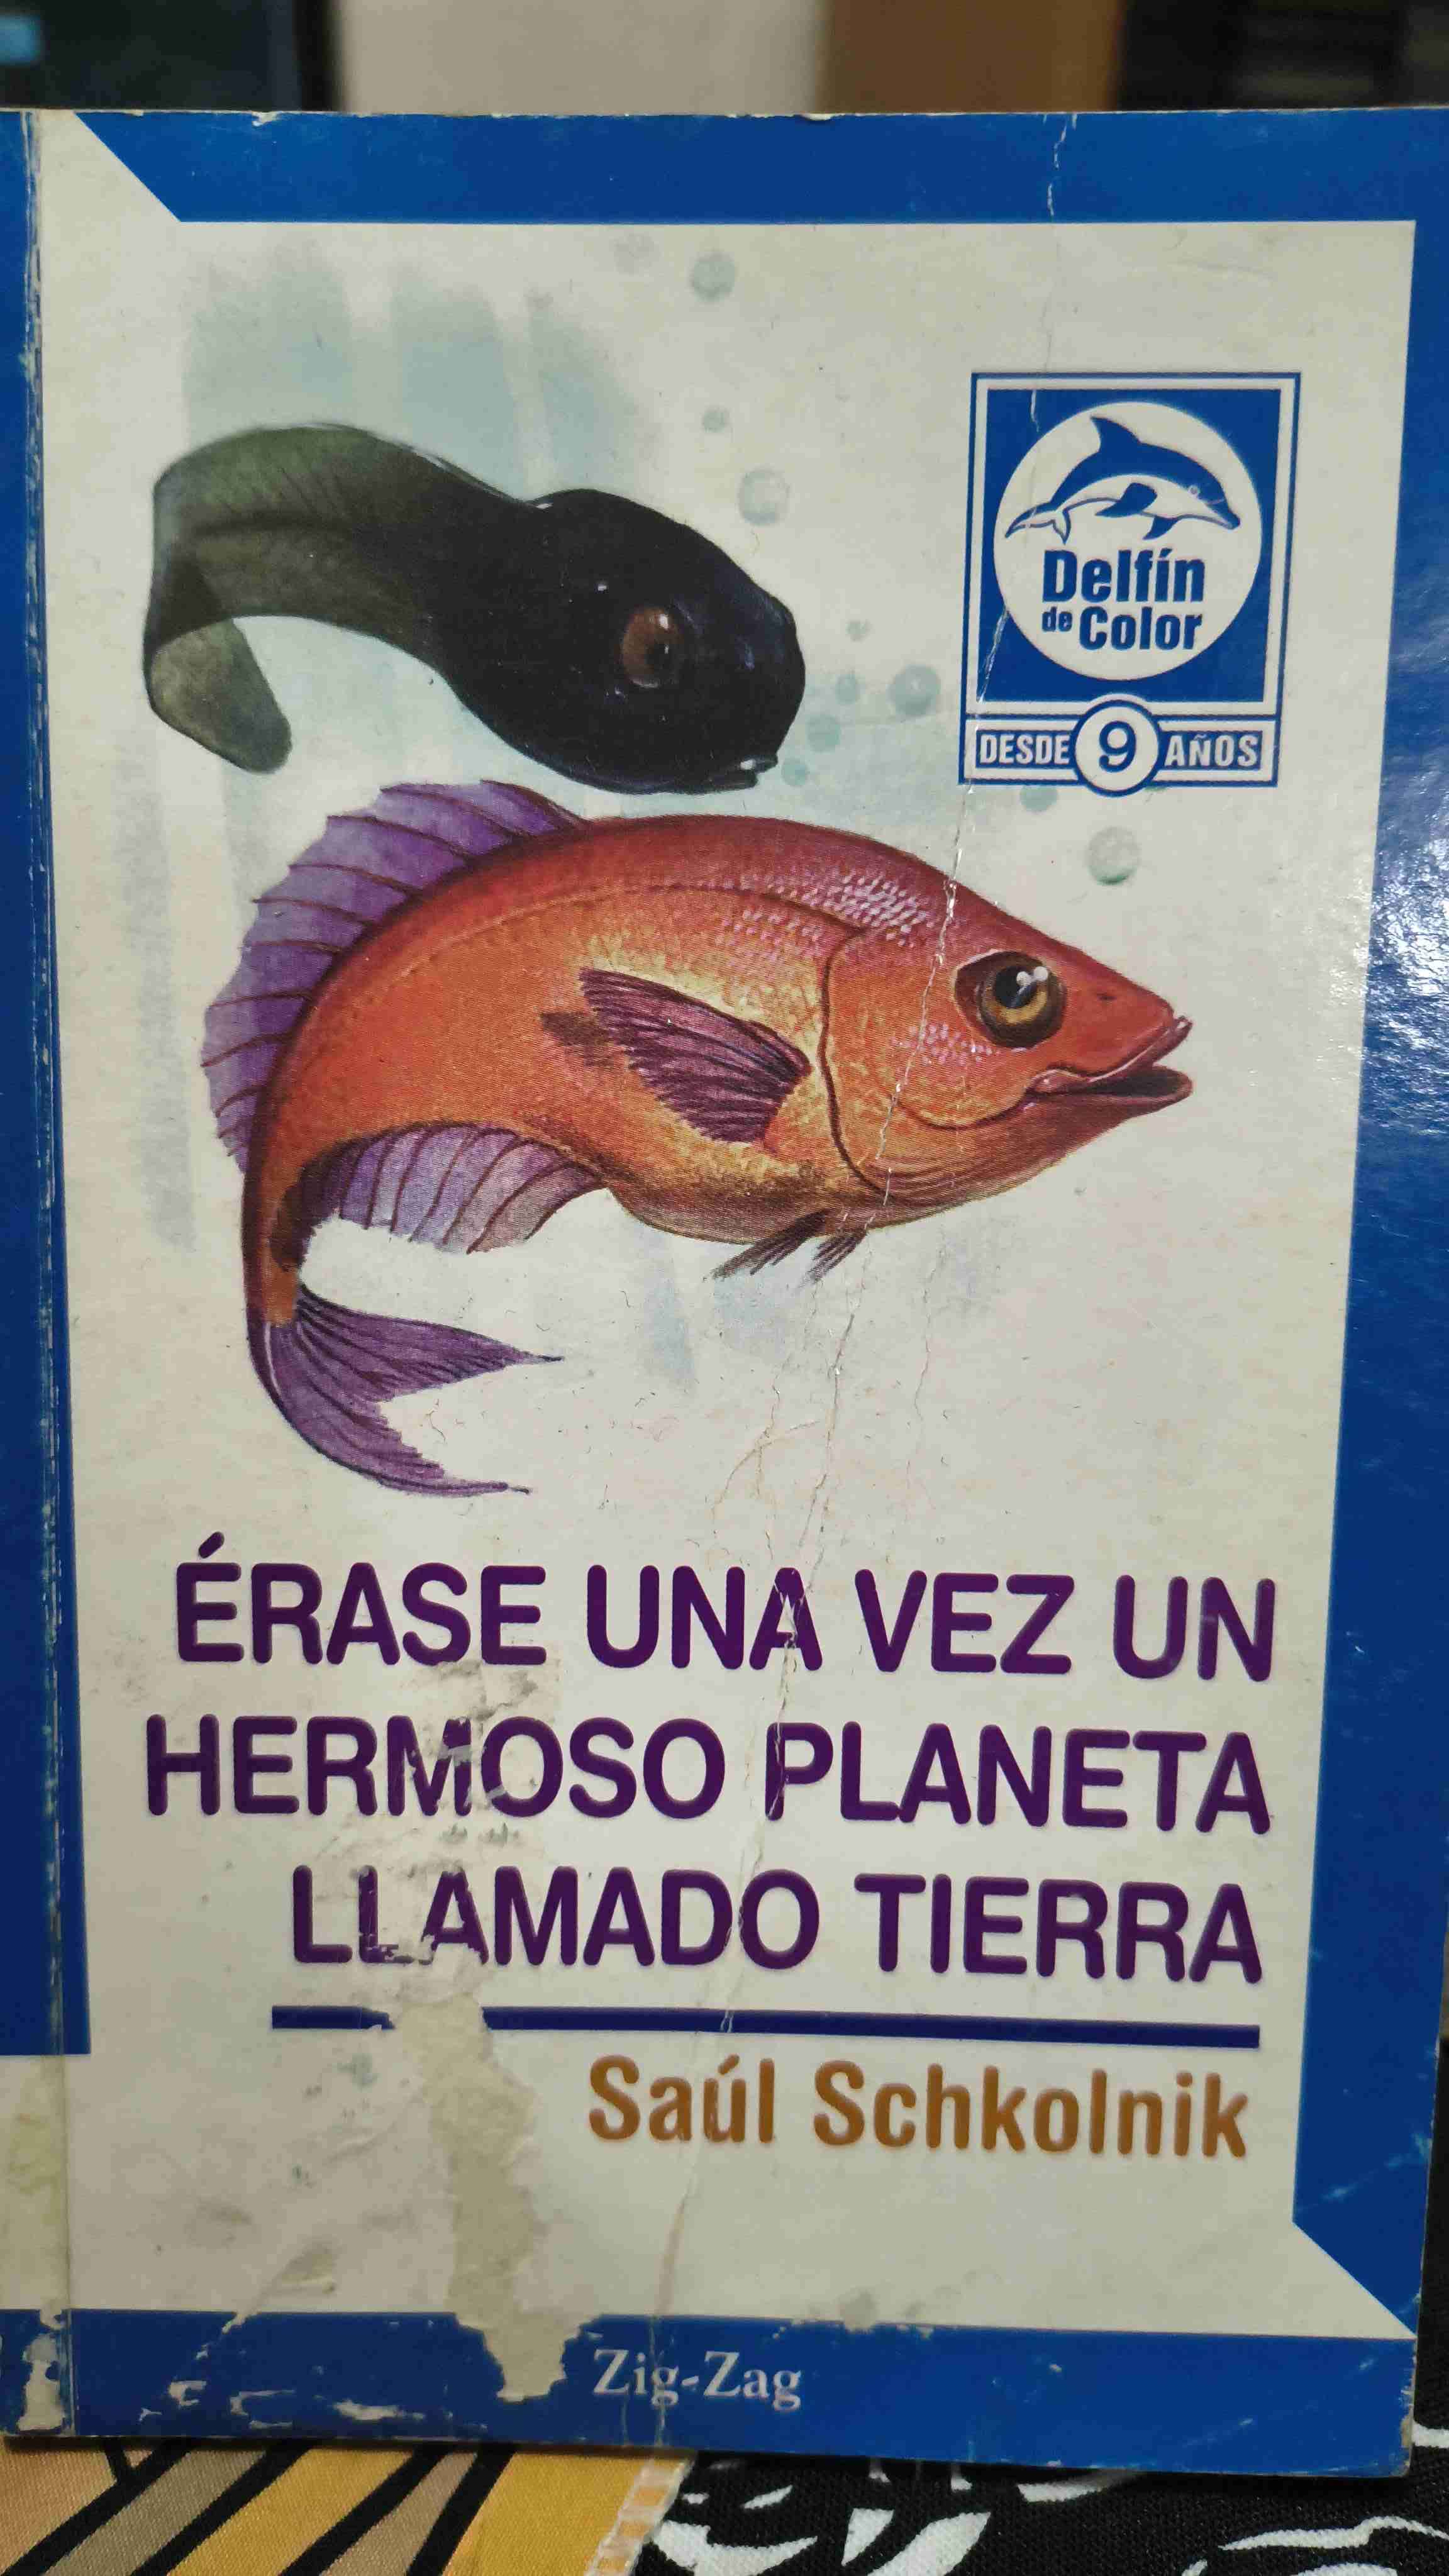 Delfín
de Color
DESDE 9 AÑOS
ÉRASE UNA VEZ UN
HERMOSO PLANETA
LLAMADO TIERRA
Saúl Schkolnik
Zig-Zag